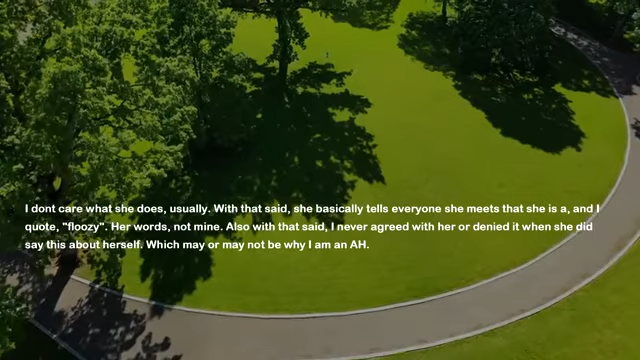 I dont care what she does, usually. With that said, she basically tells everyone she meets that she is a, and I
quote, "floozy". Her words, not mine. Also with that said, I never agreed with her or denied it when she did
say this about herself. Which may or may not be why I am an AH.